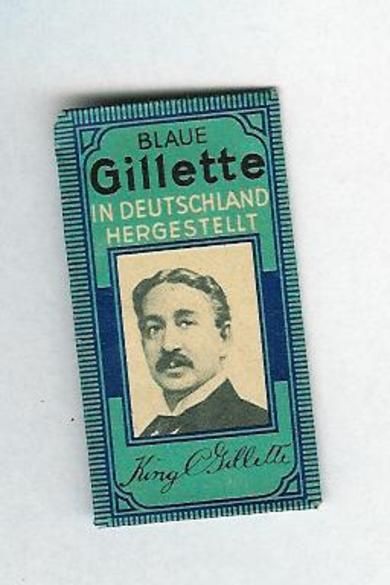 BLAUE
Gillette
IN DEUTSCHLAND
HERGESTELLT
King C Gillette